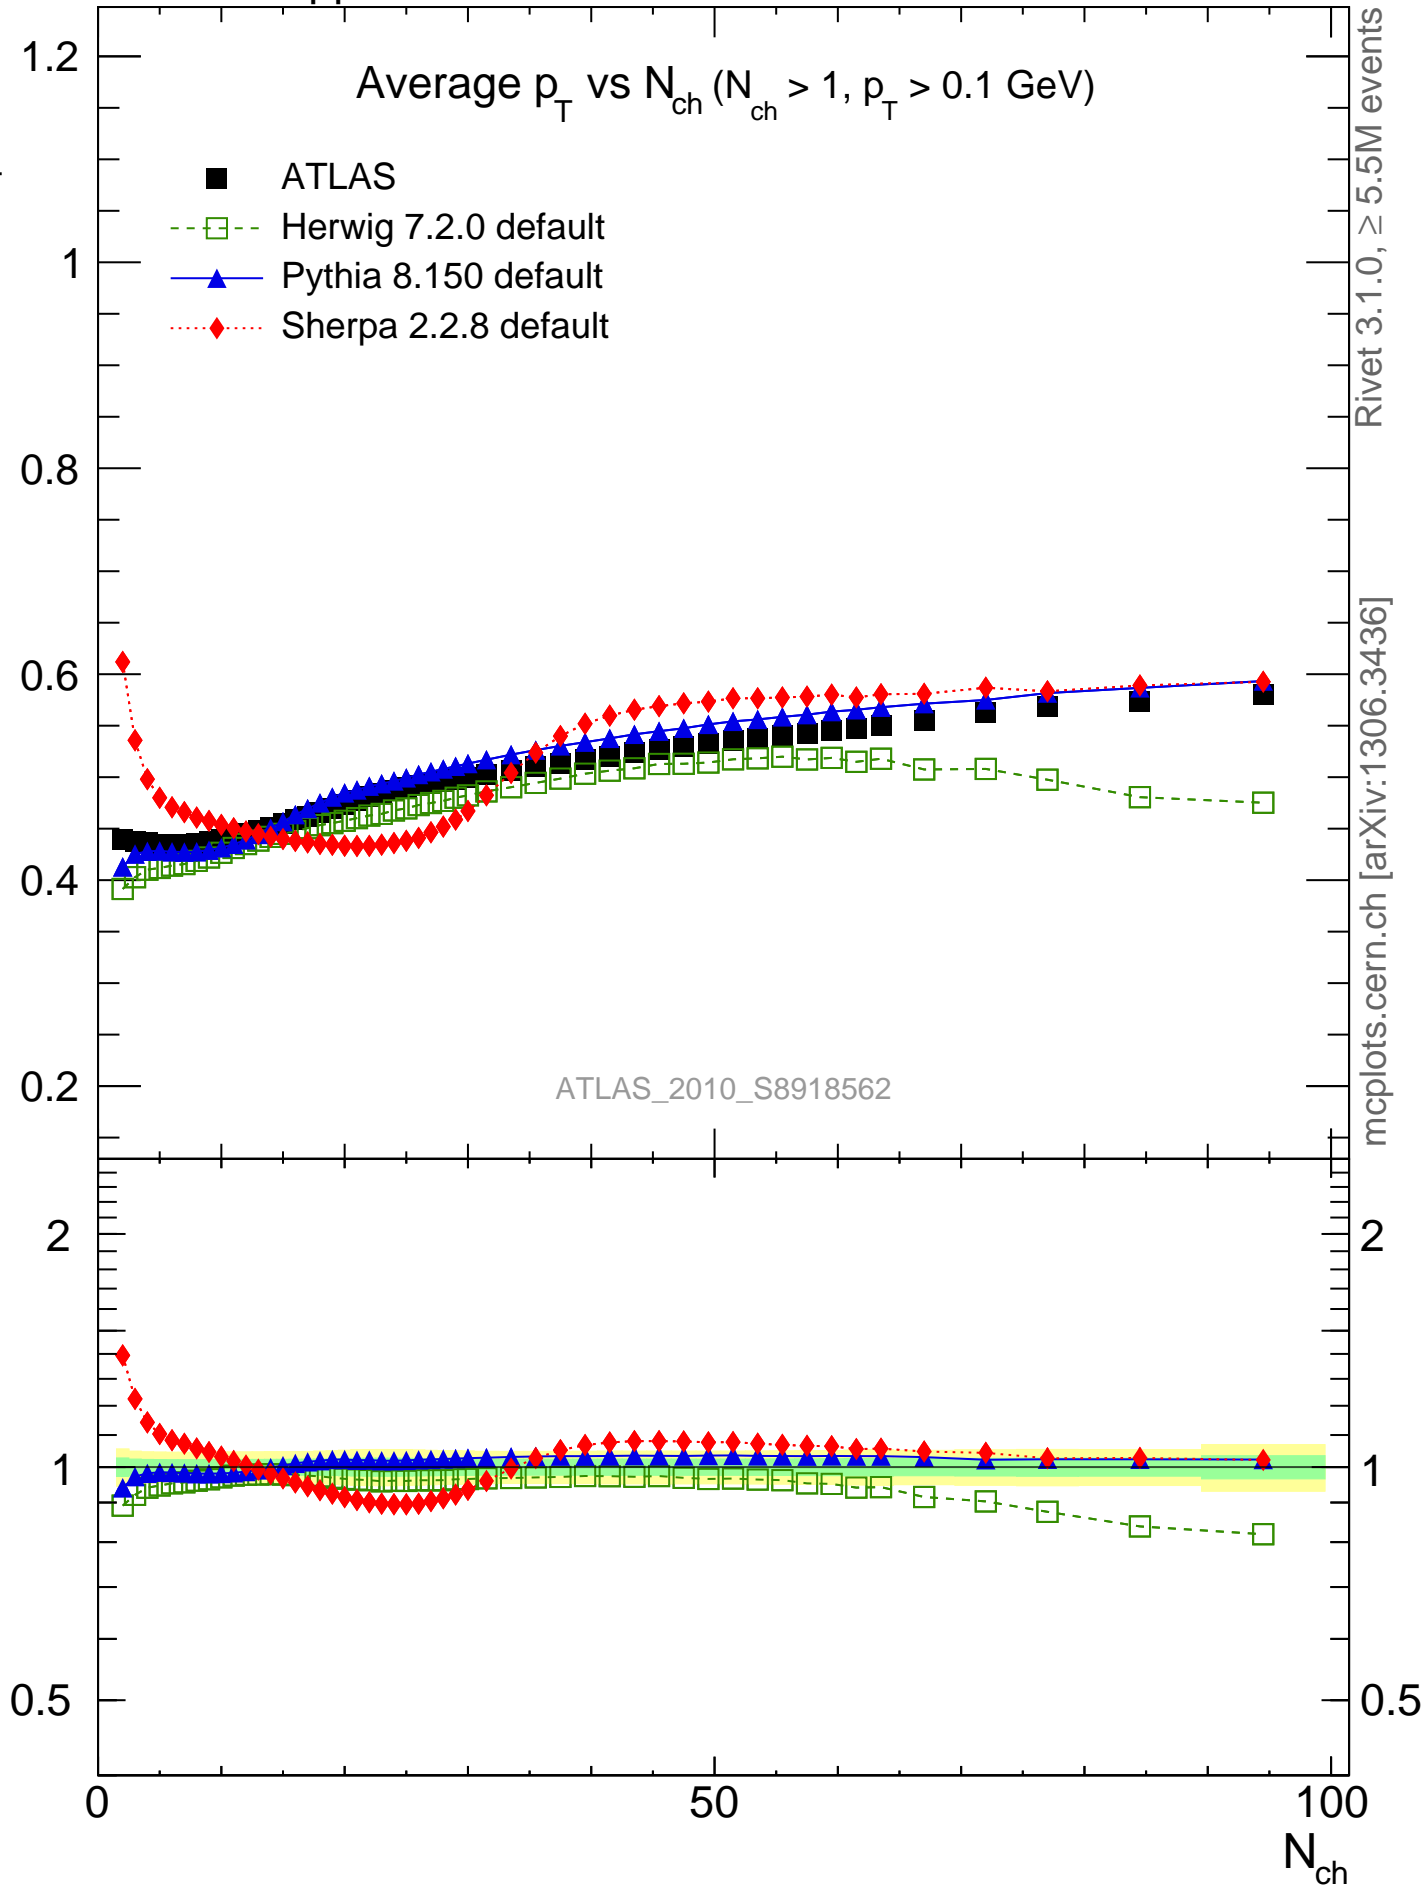 pp
1.2
Average p_T vs N_ch (N_ch > 1, p_T > 0.1 GeV)
ATLAS
Herwig 7.2.0 default
Pythia 8.150 default
Sherpa 2.2.8 default
1
0.8
0.6
0.4
0.2
ATLAS_2010_S8918562
Rivet 3.1.0, ≥ 5.5M events
mcplots.cern.ch [arXiv:1306.3436]
2
2
1
1
0.5
0.5
0
50
100
N_ch